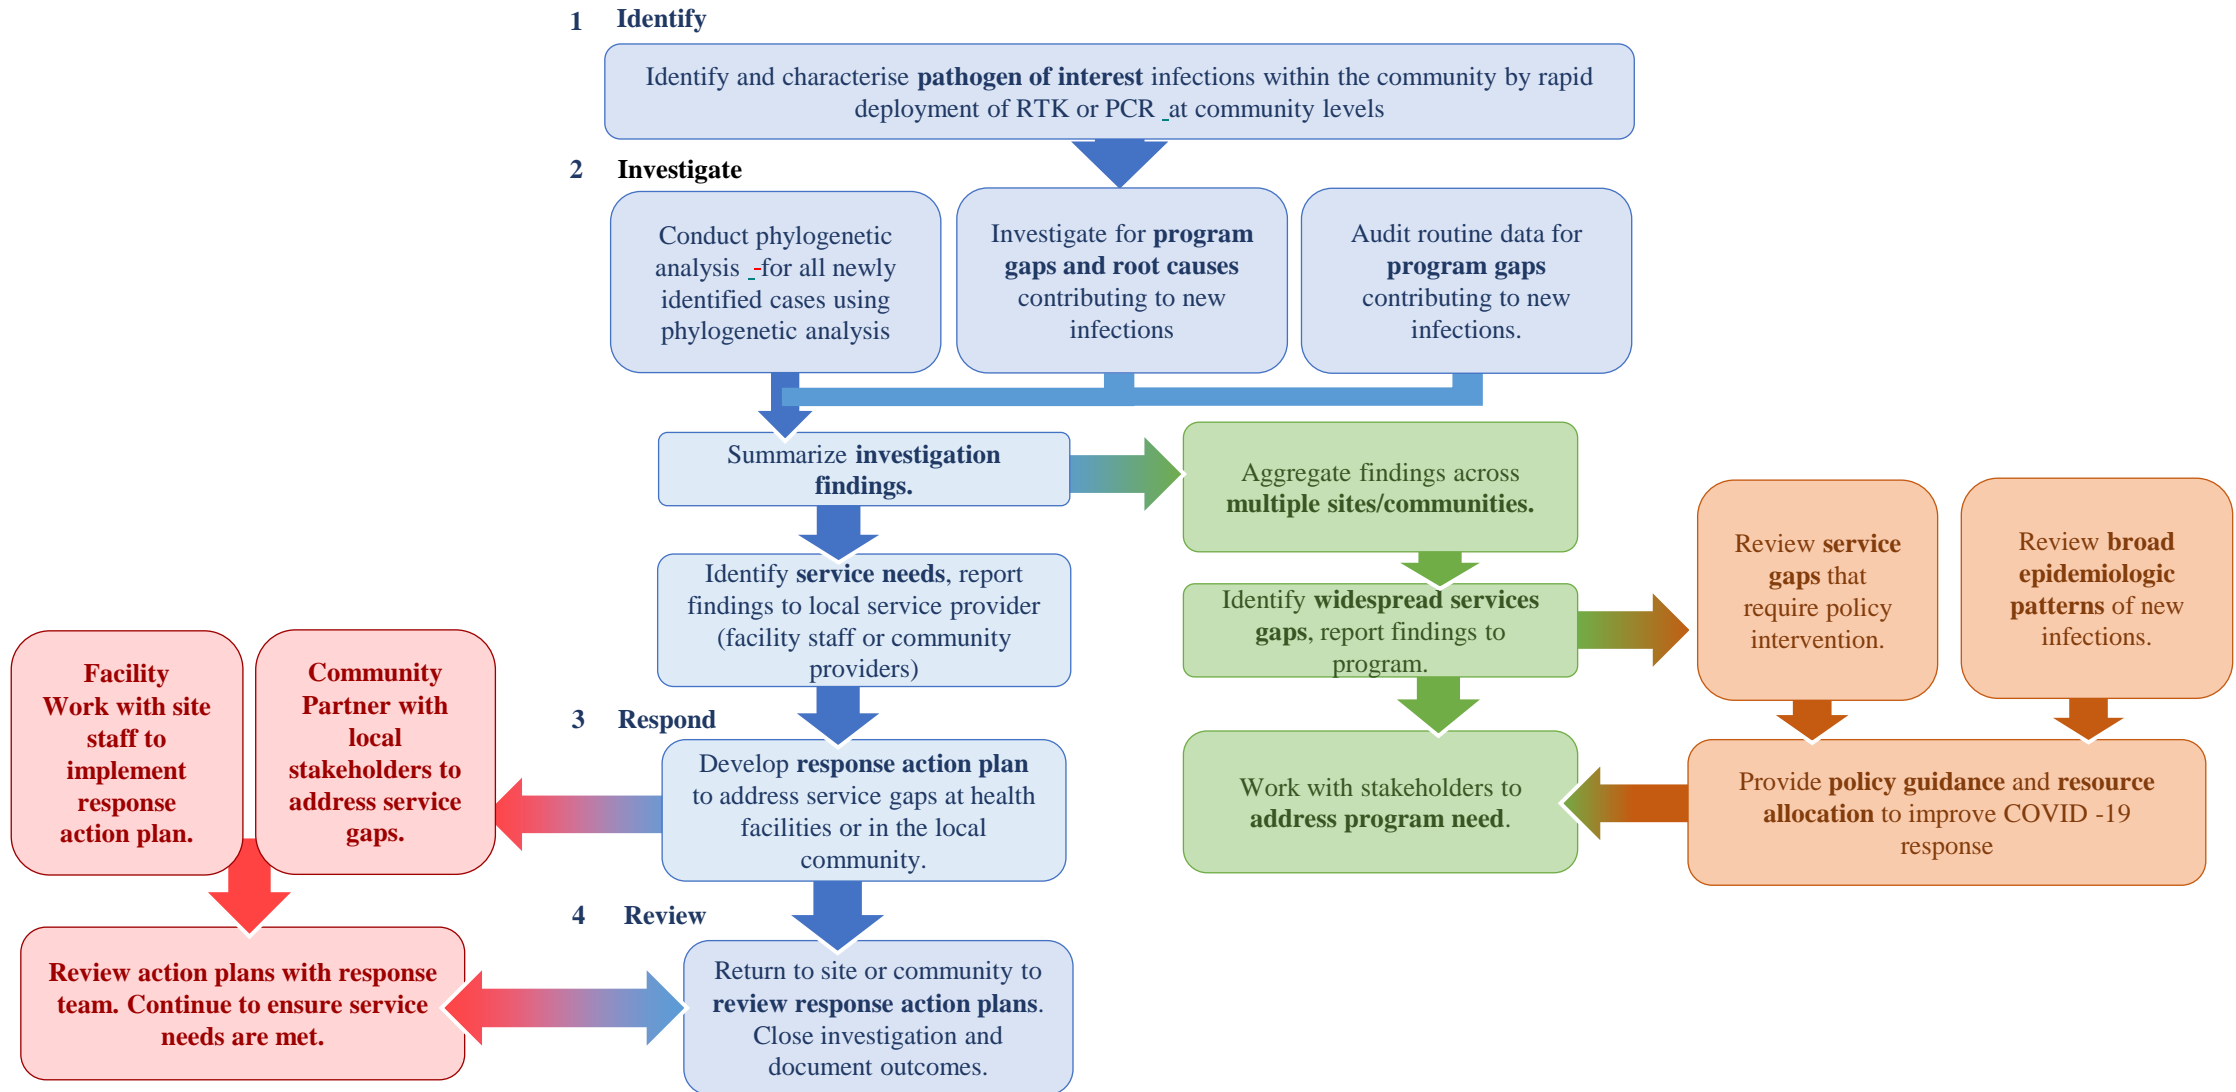 1 Identify
Identify and characterise pathogen of interest infections within the community by rapid
deployment of RTK or PCR _at community levels
2 Investigate
Conduct phylogenetic
analysis _-for all newly
identified cases using
phylogenetic analysis
Investigate for program
gaps and root causes
contributing to new
infections
Audit routine data for
program gaps
contributing to new
infections.
Summarize investigation
findings.
Aggregate findings across
multiple sites/communities.
Identify service needs, report
findings to local service provider
(facility staff or community
providers)
Identify widespread services
gaps, report findings to
program.
Review service
gaps that
require policy
intervention.
Review broad
epidemiologic
patterns of new
infections.
Facility
Work with site
staff to
implement
response
action plan.
Community
Partner with
local
stakeholders to
address service
gaps.
3 Respond
Develop response action plan
to address service gaps at health
facilities or in the local
community.
Work with stakeholders to
address program need.
Provide policy guidance and resource
allocation to improve COVID -19
response
4 Review
Review action plans with response
team. Continue to ensure service
needs are met.
Return to site or community to
review response action plans.
Close investigation and
document outcomes.